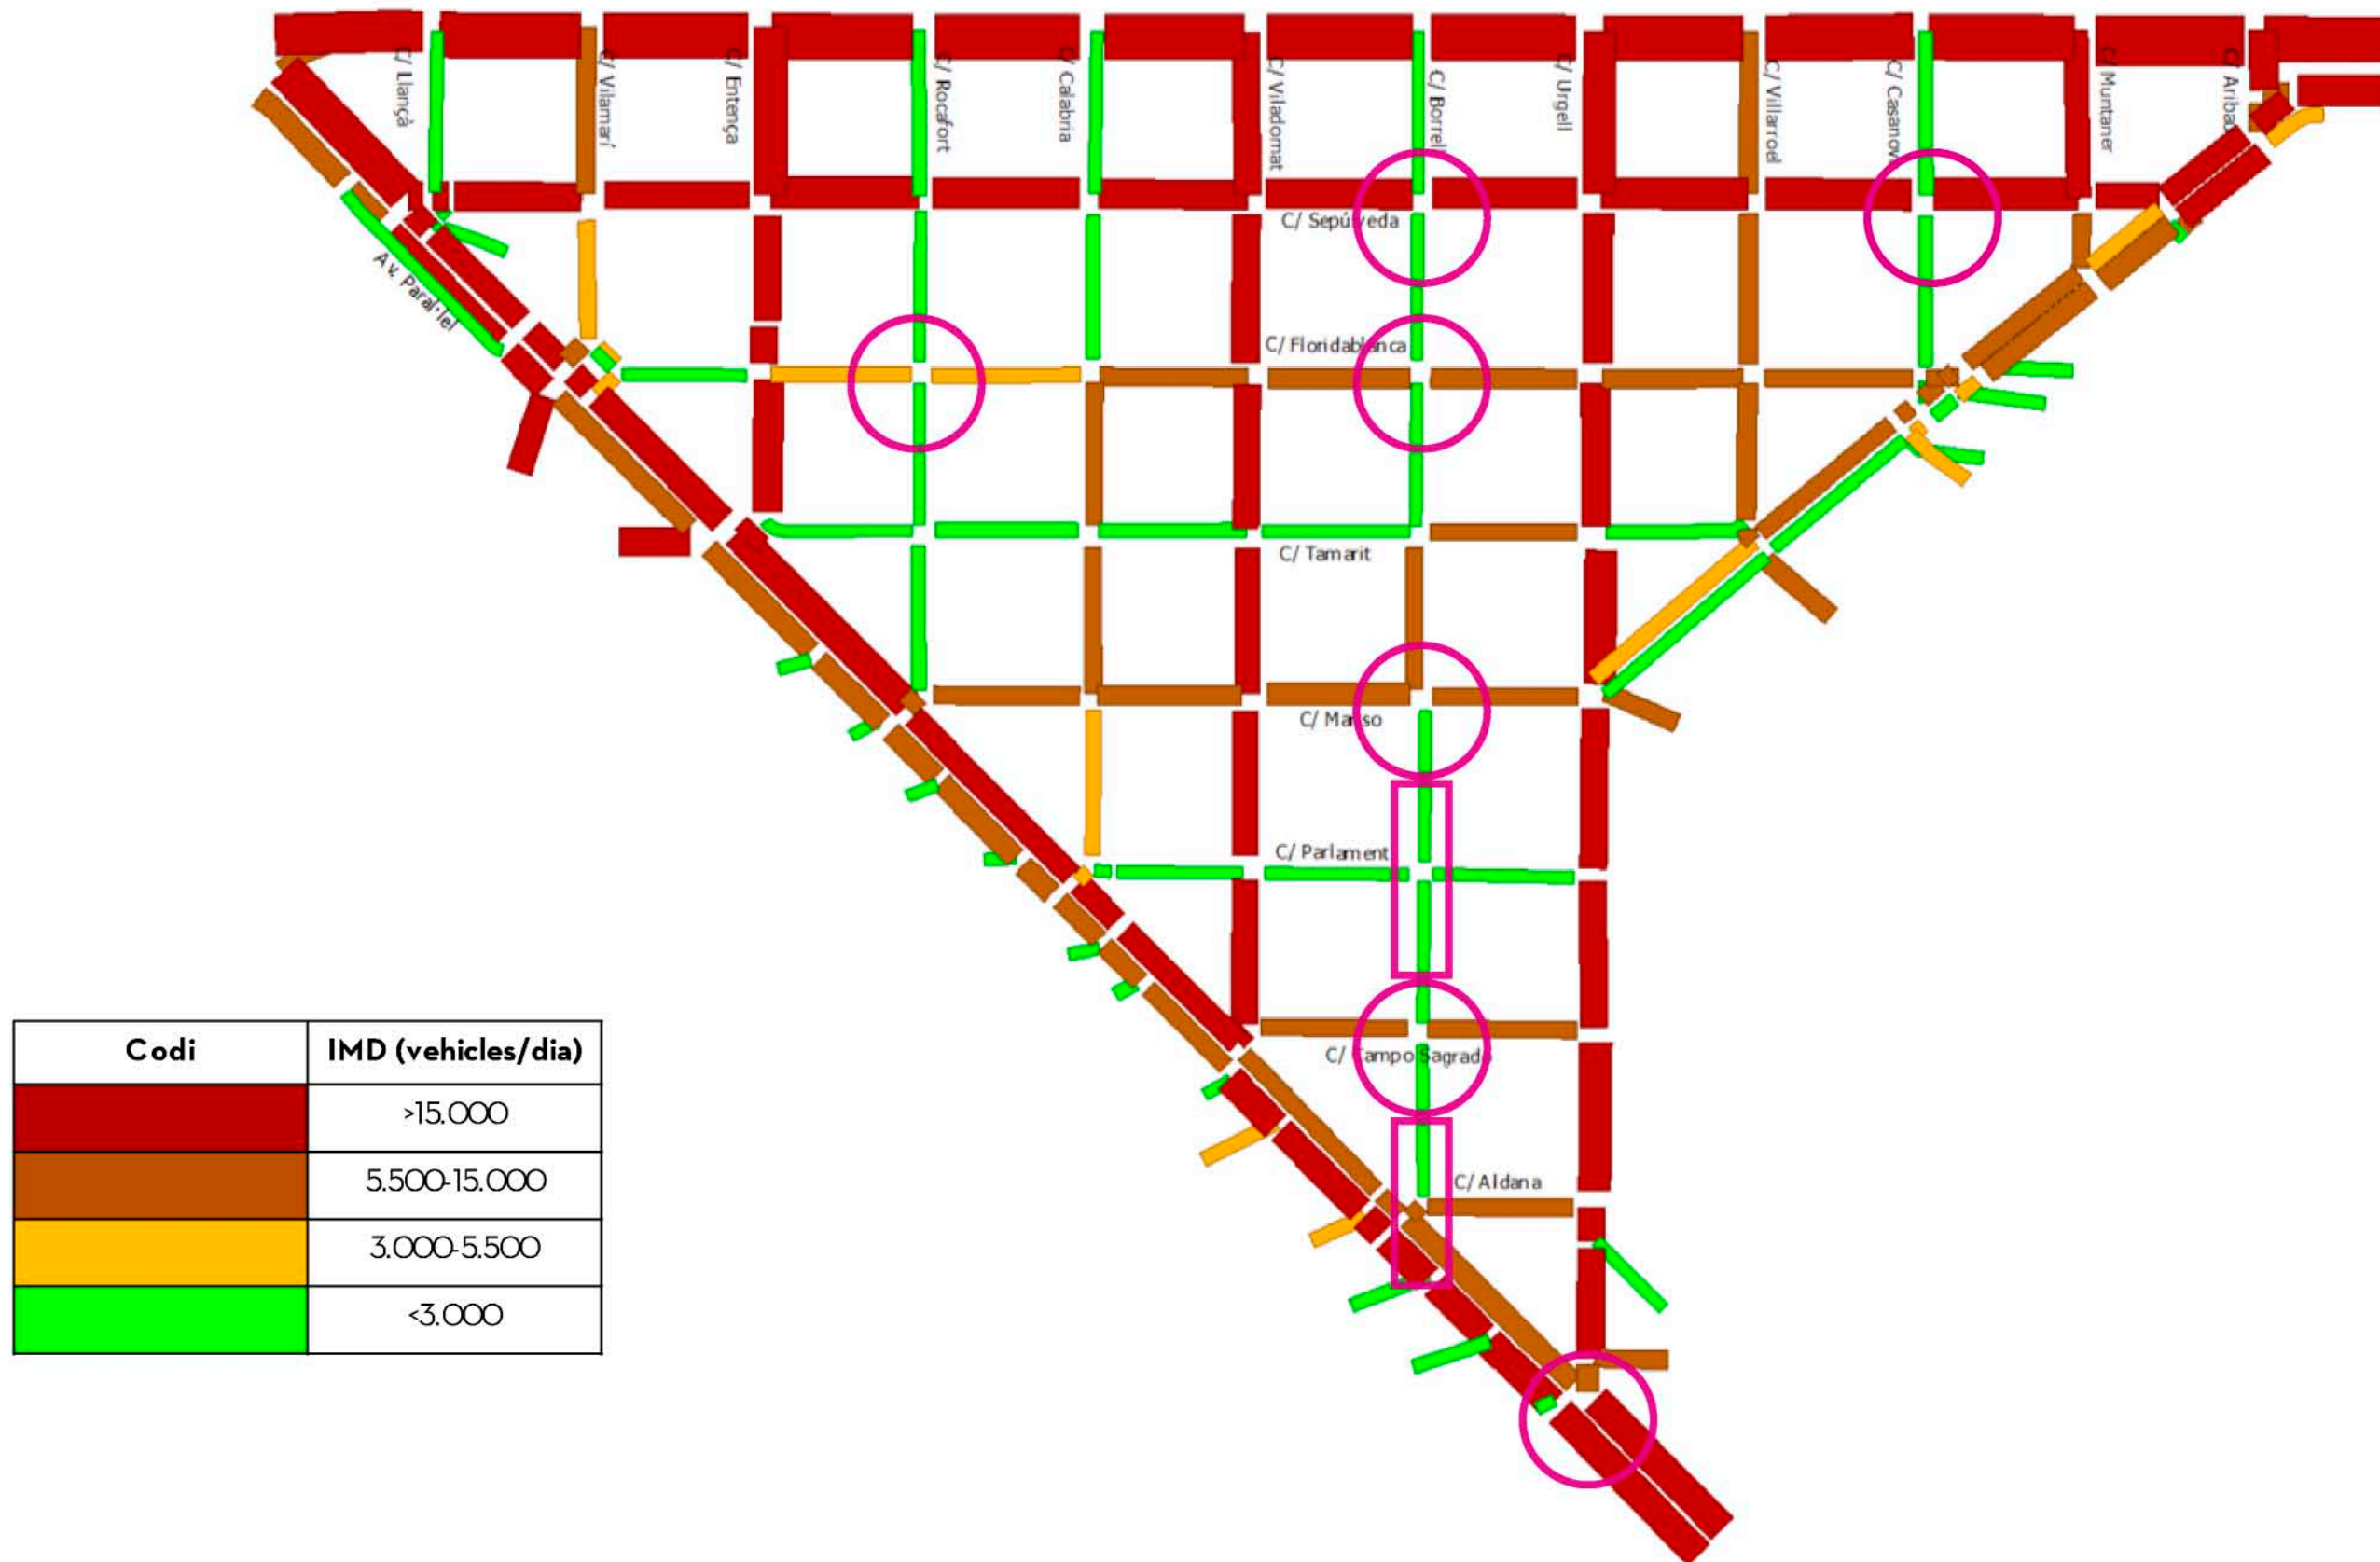 C/ Llançà
C/ Vilamarí
C/ Entença
C/ Rocafort
C/ Calabria
C/ Viladomat
C/ Borrell
C/ Urgell
C/ Villarroel
C/ Casanov
C/ Muntaner
C/ Aribau
C/ Sepúlveda
Av. Paral·lel
C/ Floridablanca
C/ Tamarit
C/ Manso
C/ Parlament
C/ Campo Sagrado
C/ Aldana
Codi IMD (vehicles/dia)
>15.000
5.500-15.000
3.000-5.500
<3.000